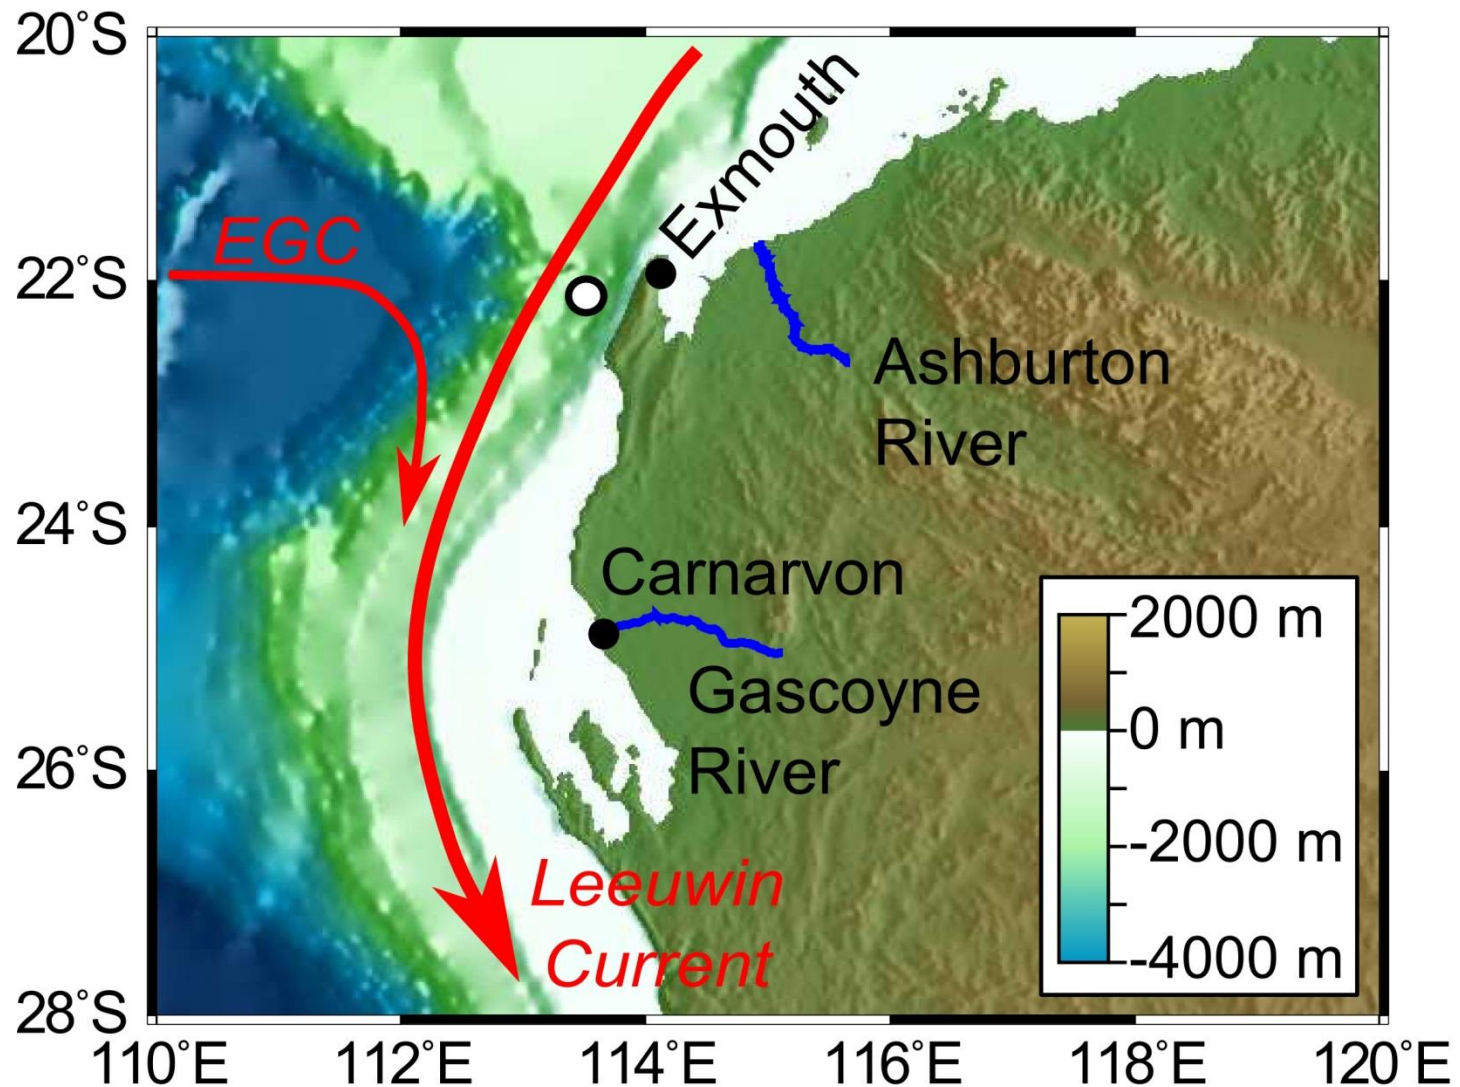 20°S
22°S
24°S
26°S
28°S
110°E
112°E
114°E
116°E
118°E
120°E
EGC
Exmouth
Ashburton
River
Carnarvon
Gascoyne
River
Leeuwin
Current
2000 m
0 m
-2000 m
-4000 m